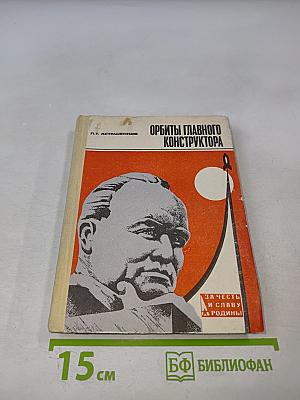 П.Т. АСТАШЕНКОВ
ОРБИТЫ ГЛАВНОГО
КОНСТРУКТОРА
ЗА ЧЕСТЬ
И СЛАВУ
РОДИНЫ
15 см
БФ БИБЛИОФАН